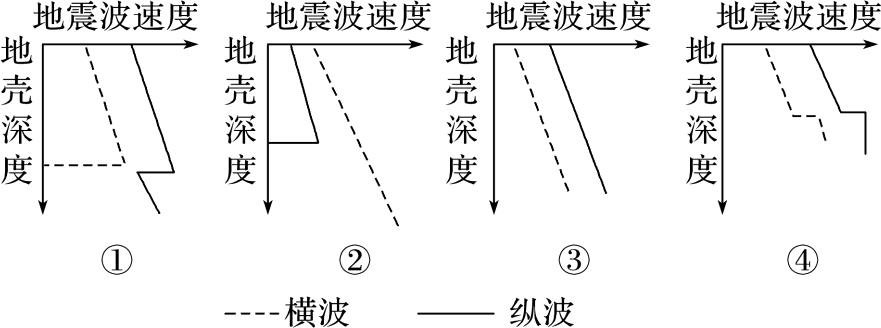 地震波速度 地震波速度 地震波速度 地震波速度
地壳深度 地壳深度 地壳深度 地壳深度
① ② ③ ④
横波 纵波